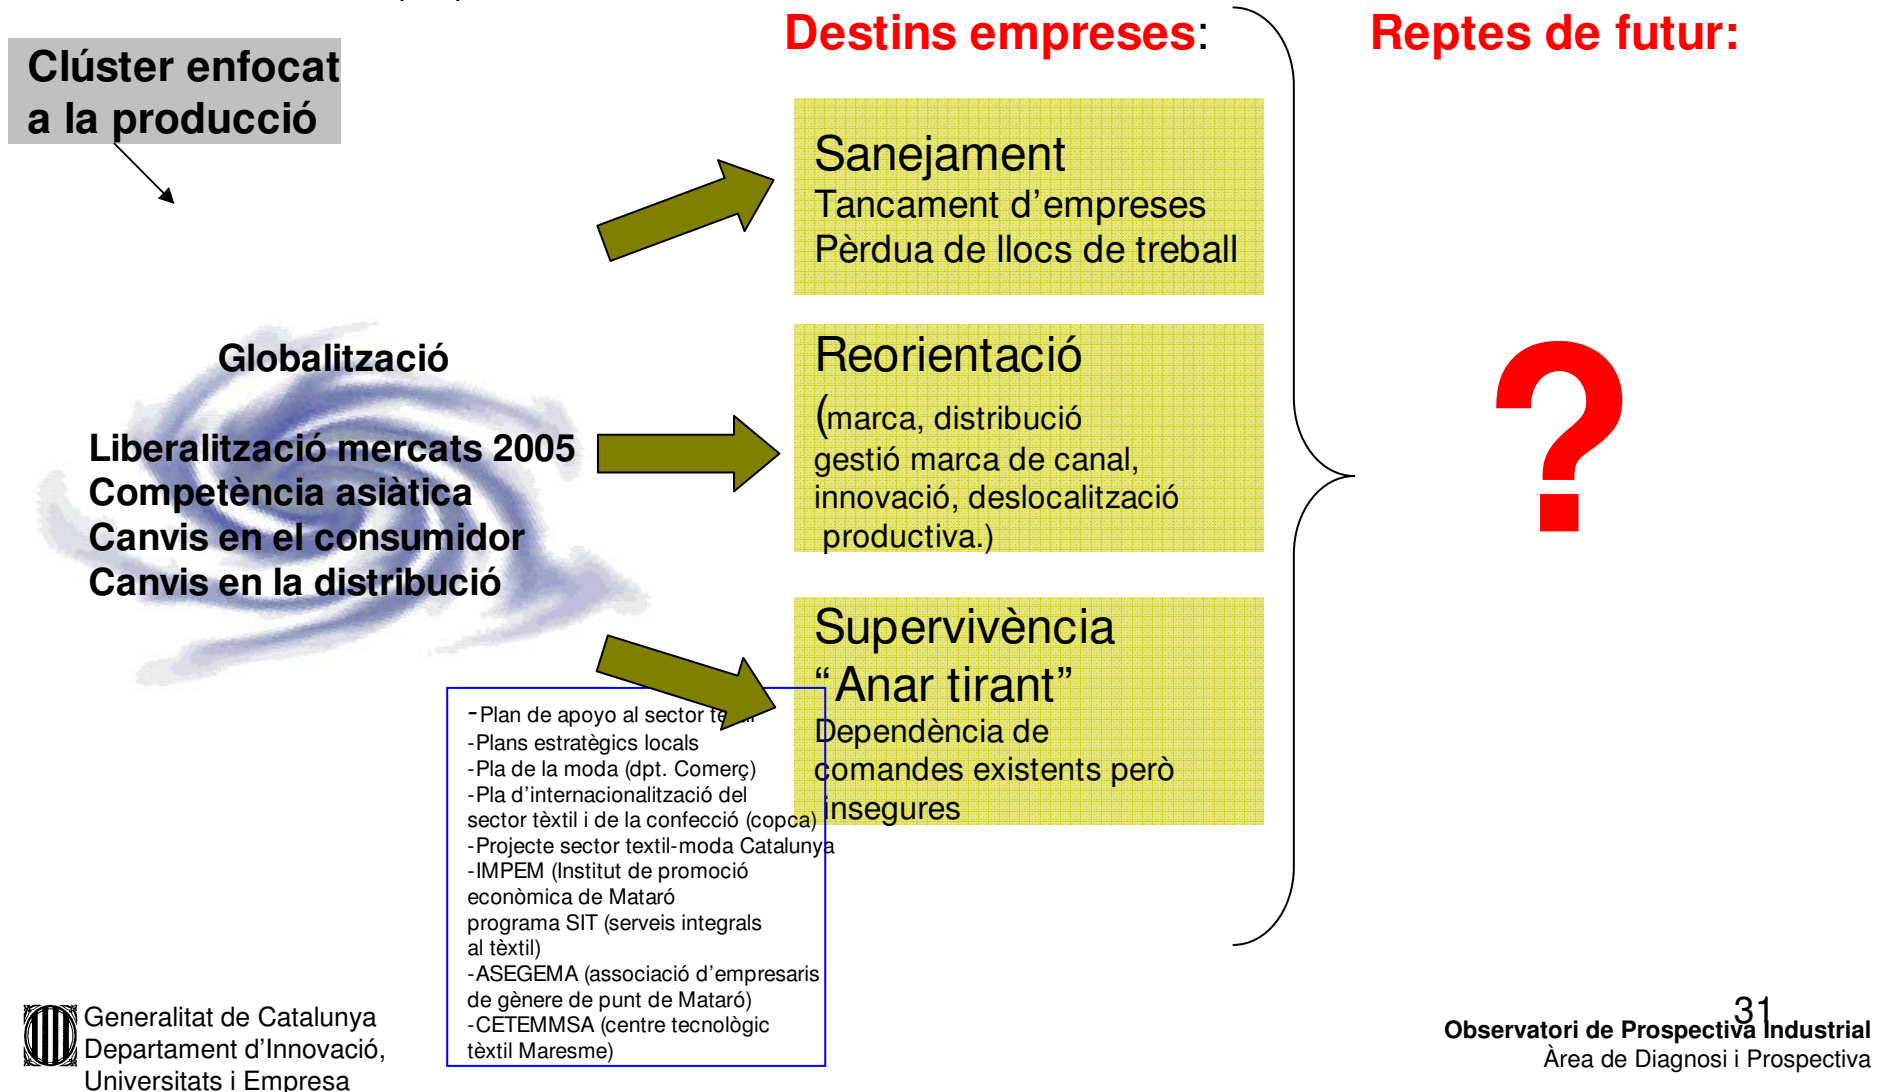 Clúster enfocat
a la producció
Globalització
Liberalització mercats 2005
Competència asiàtica
Canvis en el consumidor
Canvis en la distribució
Destins empreses:
Sanejament
Tancament d’empreses
Pèrdua de llocs de treball
Reorientació
(marca, distribució
gestió marca de canal,
innovació, deslocalització
productiva.)
Supervivència
“Anar tirant”
Dependència de
comandes existents però
insegures
-Plan de apoyo al sector
-Plans estratègics locals
-Pla de la moda (dpt. Comerç)
-Pla d’internacionalització del
sector tèxtil i de la confecció (copca)
-Projecte sector textil-moda Catalunya
-IMPEM (Institut de promoció
econòmica de Mataró
programa SIT (serveis integrals
al tèxtil)
-ASEGEMA (associació d’empresaris
de gènere de punt de Mataró)
-CETEMMSA (centre tecnològic
tèxtil Maresme)
Reptes de futur:
?
Generalitat de Catalunya
Departament d’Innovació,
Universitats i Empresa
31
Observatori de Prospectiva Industrial
Àrea de Diagnosi i Prospectiva